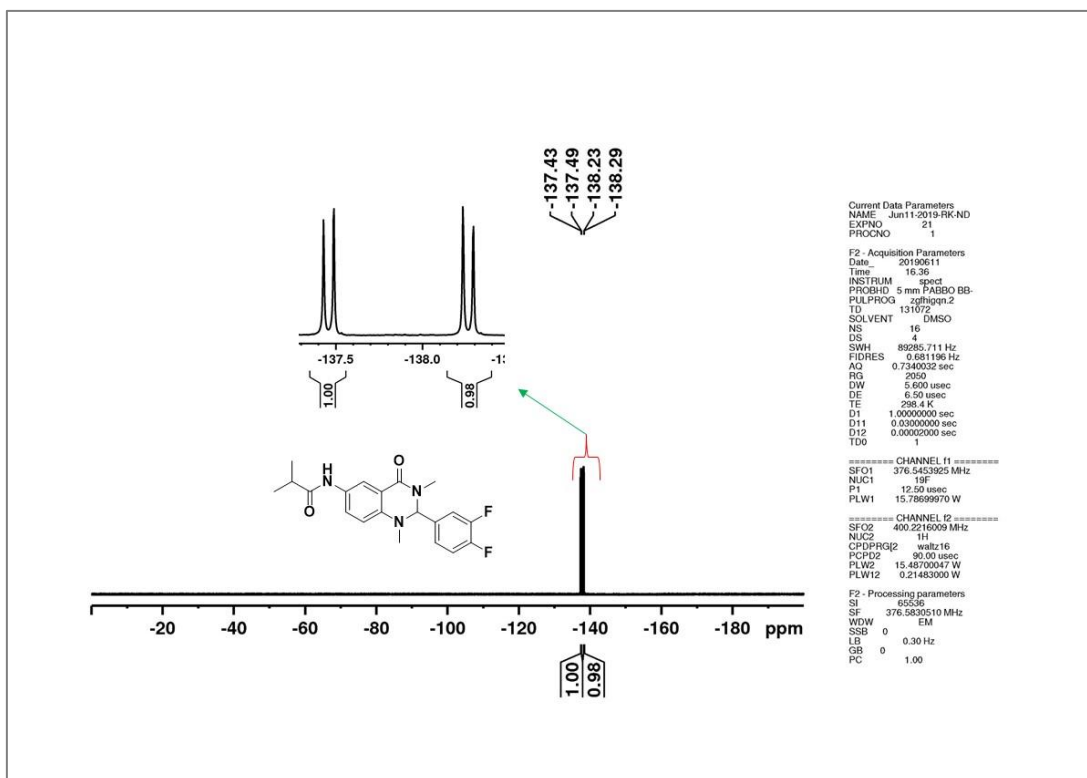 -137.43
-137.49
-138.23
-138.29
-137.5 -138.0
1.00
0.98
H
N
O
O
N
N
F
F
-20 -40 -60 -80 -100 -120 -140 -160 -180 ppm
1.00
0.98
Current Data Parameters
NAME Jun11-2019-RK-ND
EXPNO 21
PROCNO 1
F2 - Acquisition Parameters
Date_ 20190611
Time 16.36
INSTRUM spect
PROBHD 5 mm PABBO BB-
PULPROG zgfhigqn.2
TD 131072
SOLVENT DMSO
NS 16
DS 4
SWH 89285.711 Hz
FIDRES 0.681196 Hz
AQ 0.7340032 sec
RG 2050
DW 5.600 usec
DE 6.50 usec
TE 298.4 K
D1 1.00000000 sec
D11 0.03000000 sec
D12 0.00002000 sec
TD0 1
======== CHANNEL f1 ========
SFO1 376.5453925 MHz
NUC1 19F
P1 12.50 usec
PLW1 15.78699970 W
======== CHANNEL f2 ========
SFO2 400.2216009 MHz
NUC2 1H
CPDPRG[2 waltz16
PCPD2 90.00 usec
PLW2 15.48700047 W
PLW12 0.21483000 W
F2 - Processing parameters
SI 65536
SF 376.5830510 MHz
WDW EM
SSB 0
LB 0.30 Hz
GB 0
PC 1.00